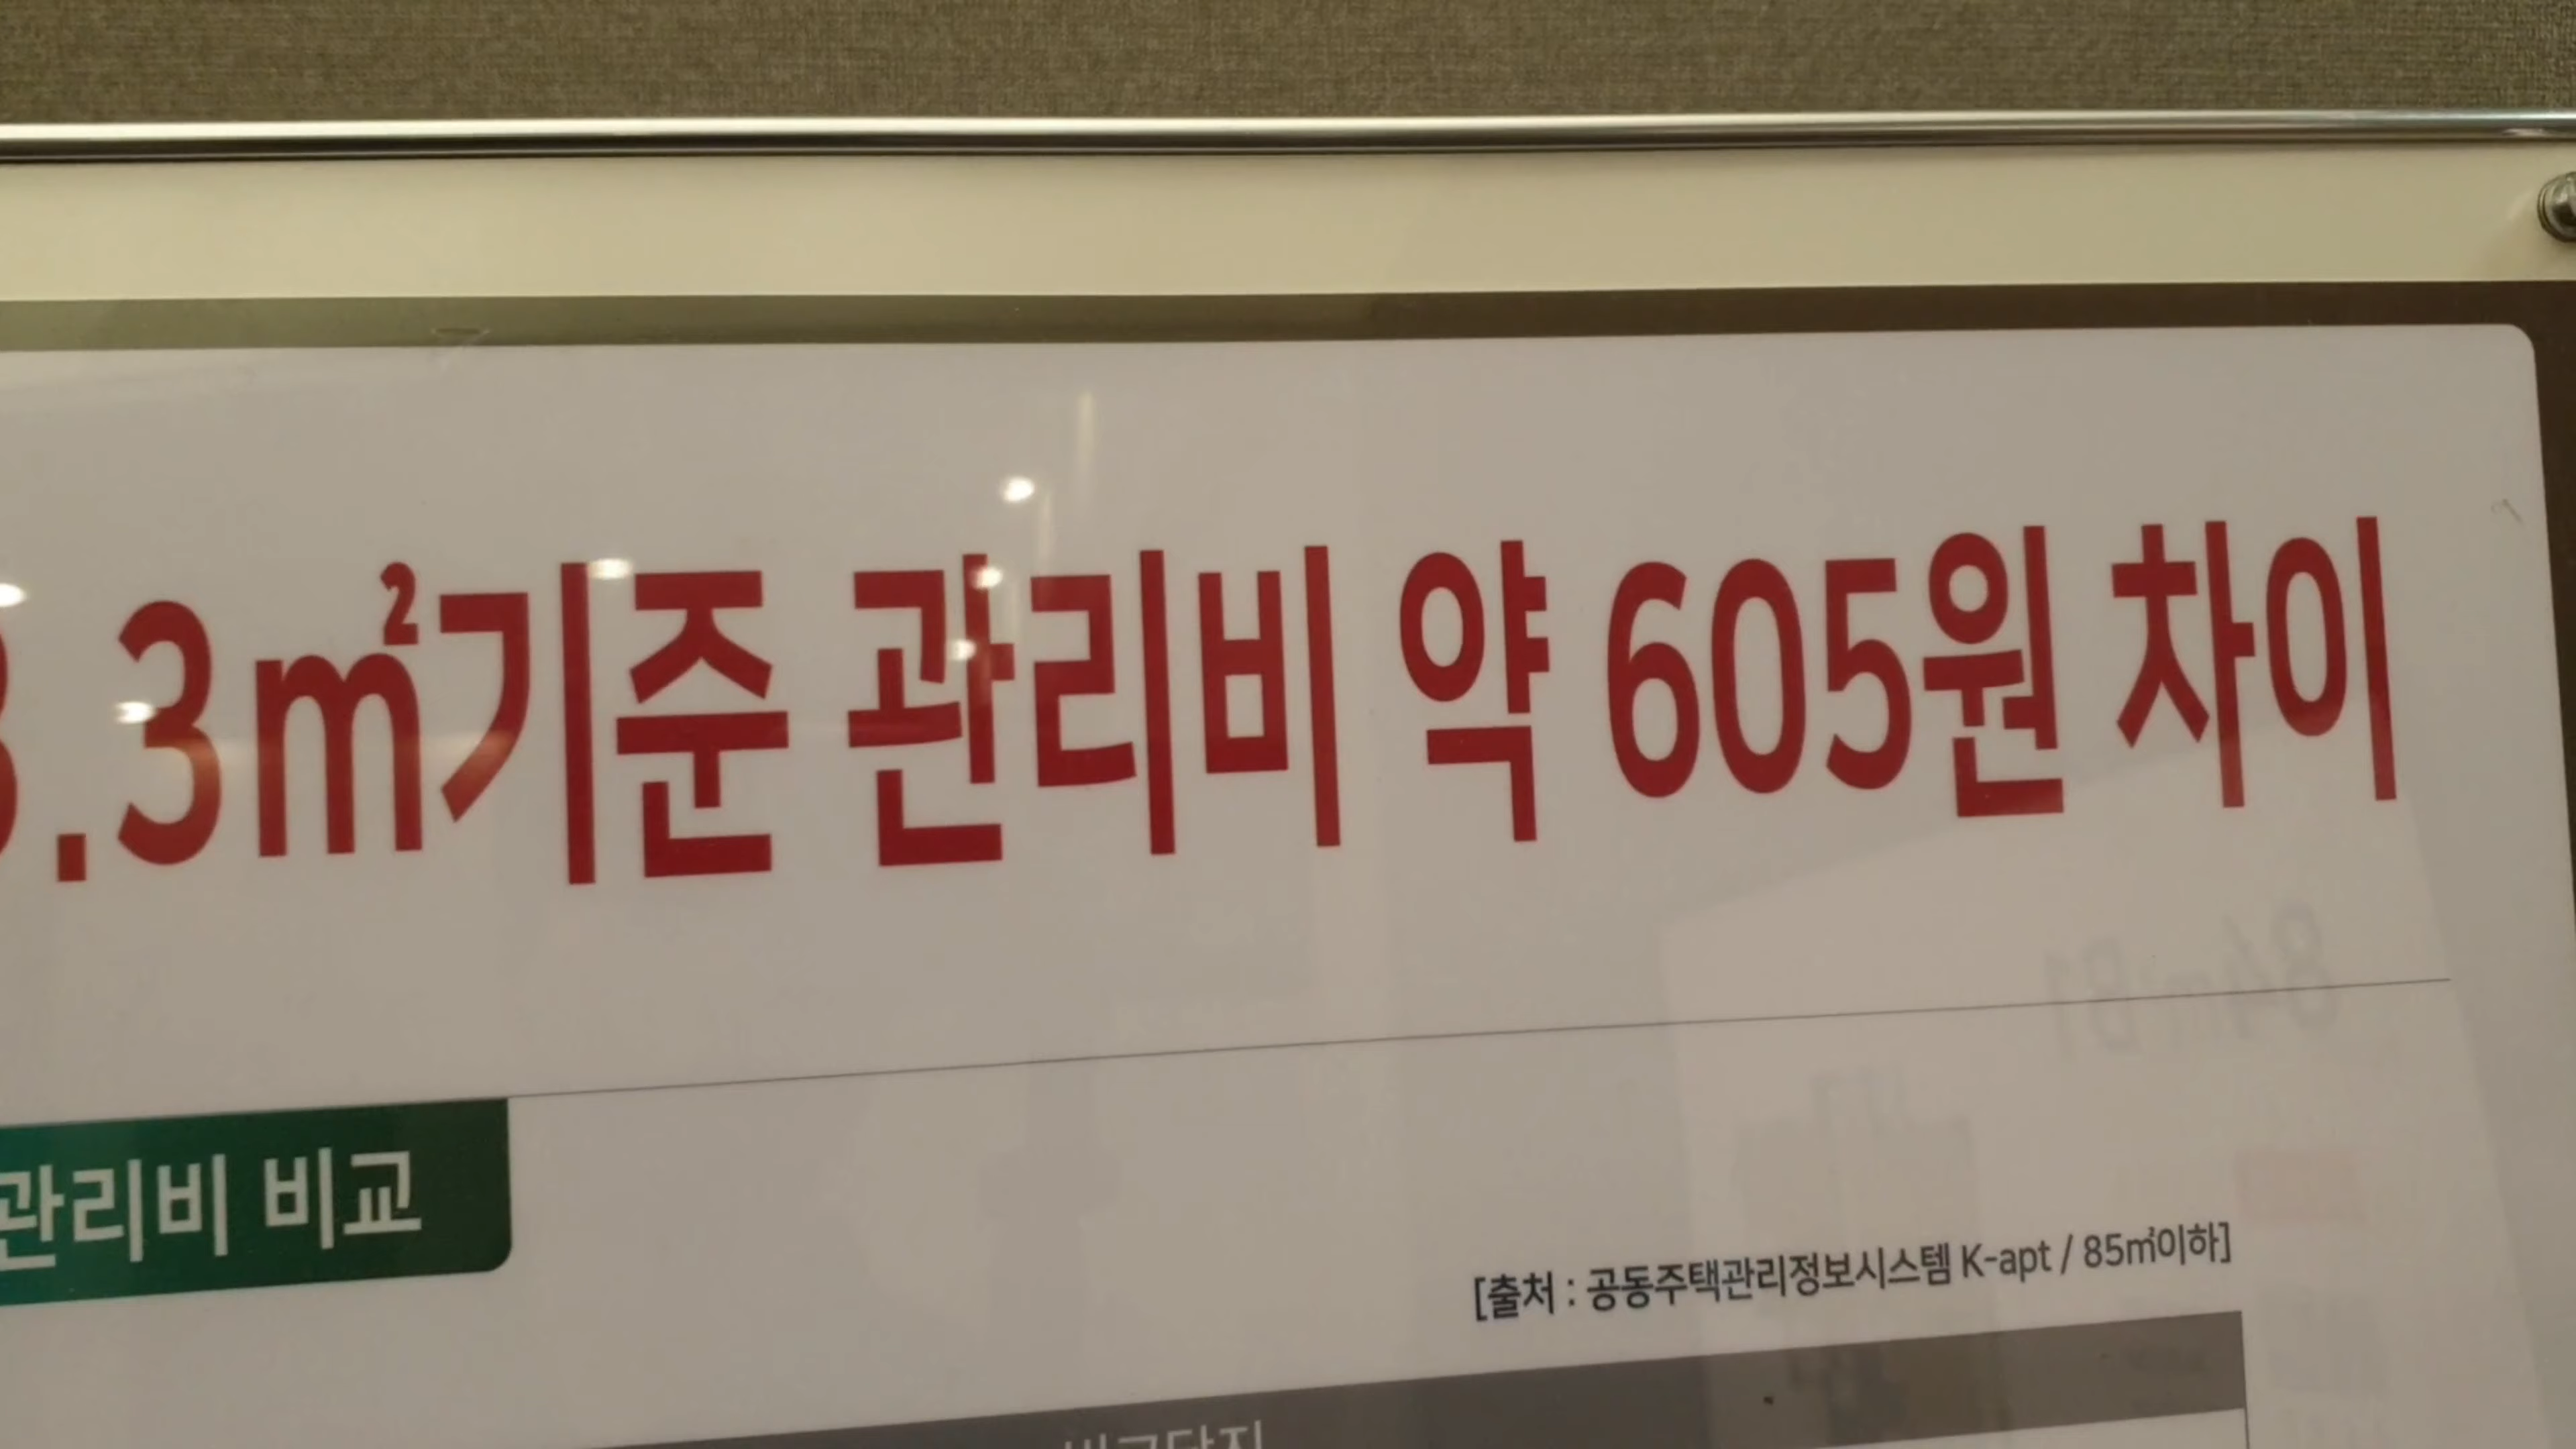 3.3㎡기준 관리비 약 605원 차이
관리비 비교
[출처 : 공동주택관리정보시스템 K-apt / 85㎡이하]